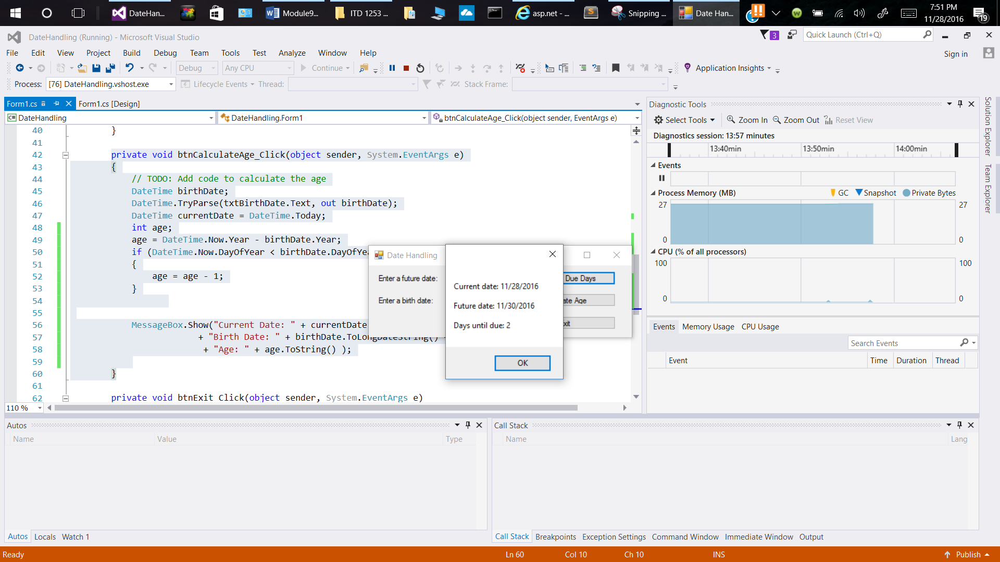 DateHan...
Module9...
ITD 1253 ...
asp.net - ...
Snipping ...
Date Han...
7:51 PM
11/28/2016
19
DateHandling (Running) - Microsoft Visual Studio
3
Quick Launch (Ctrl+Q)
File Edit View Project Build Debug Team Tools Test Analyze Window Help
Sign in
Debug Any CPU Continue Application Insights
Process: [76] DateHandling.vshost.exe Lifecycle Events Thread: Stack Frame:
Form1.cs Form1.cs [Design]
DateHandling DateHandling.Form1 btnCalculateAge_Click(object sender, EventArgs e)
40 }
41
42 private void btnCalculateAge_Click(object sender, System.EventArgs e)
43 {
44 // TODO: Add code to calculate the age
45 DateTime birthDate;
46 DateTime.TryParse(txtBirthDate.Text, out birthDate);
47 DateTime currentDate = DateTime.Today;
48 int age;
49 age = DateTime.Now.Year - birthDate.Year;
50 if (DateTime.Now.DayOfYear < birthDate.DayOfYea
51 {
52 age = age - 1;
53 }
54
55
56 MessageBox.Show("Current Date: " + currentDate
57 + "Birth Date: " + birthDate.ToLongDateString()
58 + "Age: " + age.ToString() );
59
60 }
61
62 private void btnExit_Click(object sender, System.EventArgs e)
110 %
Date Handling
Enter a future date:
Enter a birth date:
Due Days
ate Age
xit
Current date: 11/28/2016
Future date: 11/30/2016
Days until due: 2
OK
Diagnostic Tools
Select Tools Zoom In Zoom Out Reset View
Diagnostics session: 13:57 minutes
13:40min 13:50min 14:00min
Events
Process Memory (MB) GC Snapshot Private Bytes
27 27
0 0
CPU (% of all processors)
100 100
0 0
Events Memory Usage CPU Usage
Search Events
Event Time Duration Thread
Solution Explorer
Team Explorer
Autos
Name Value Type
Autos Locals Watch 1
Call Stack
Name Lang
Call Stack Breakpoints Exception Settings Command Window Immediate Window Output
Ready Ln 60 Col 10 Ch 10 INS Publish